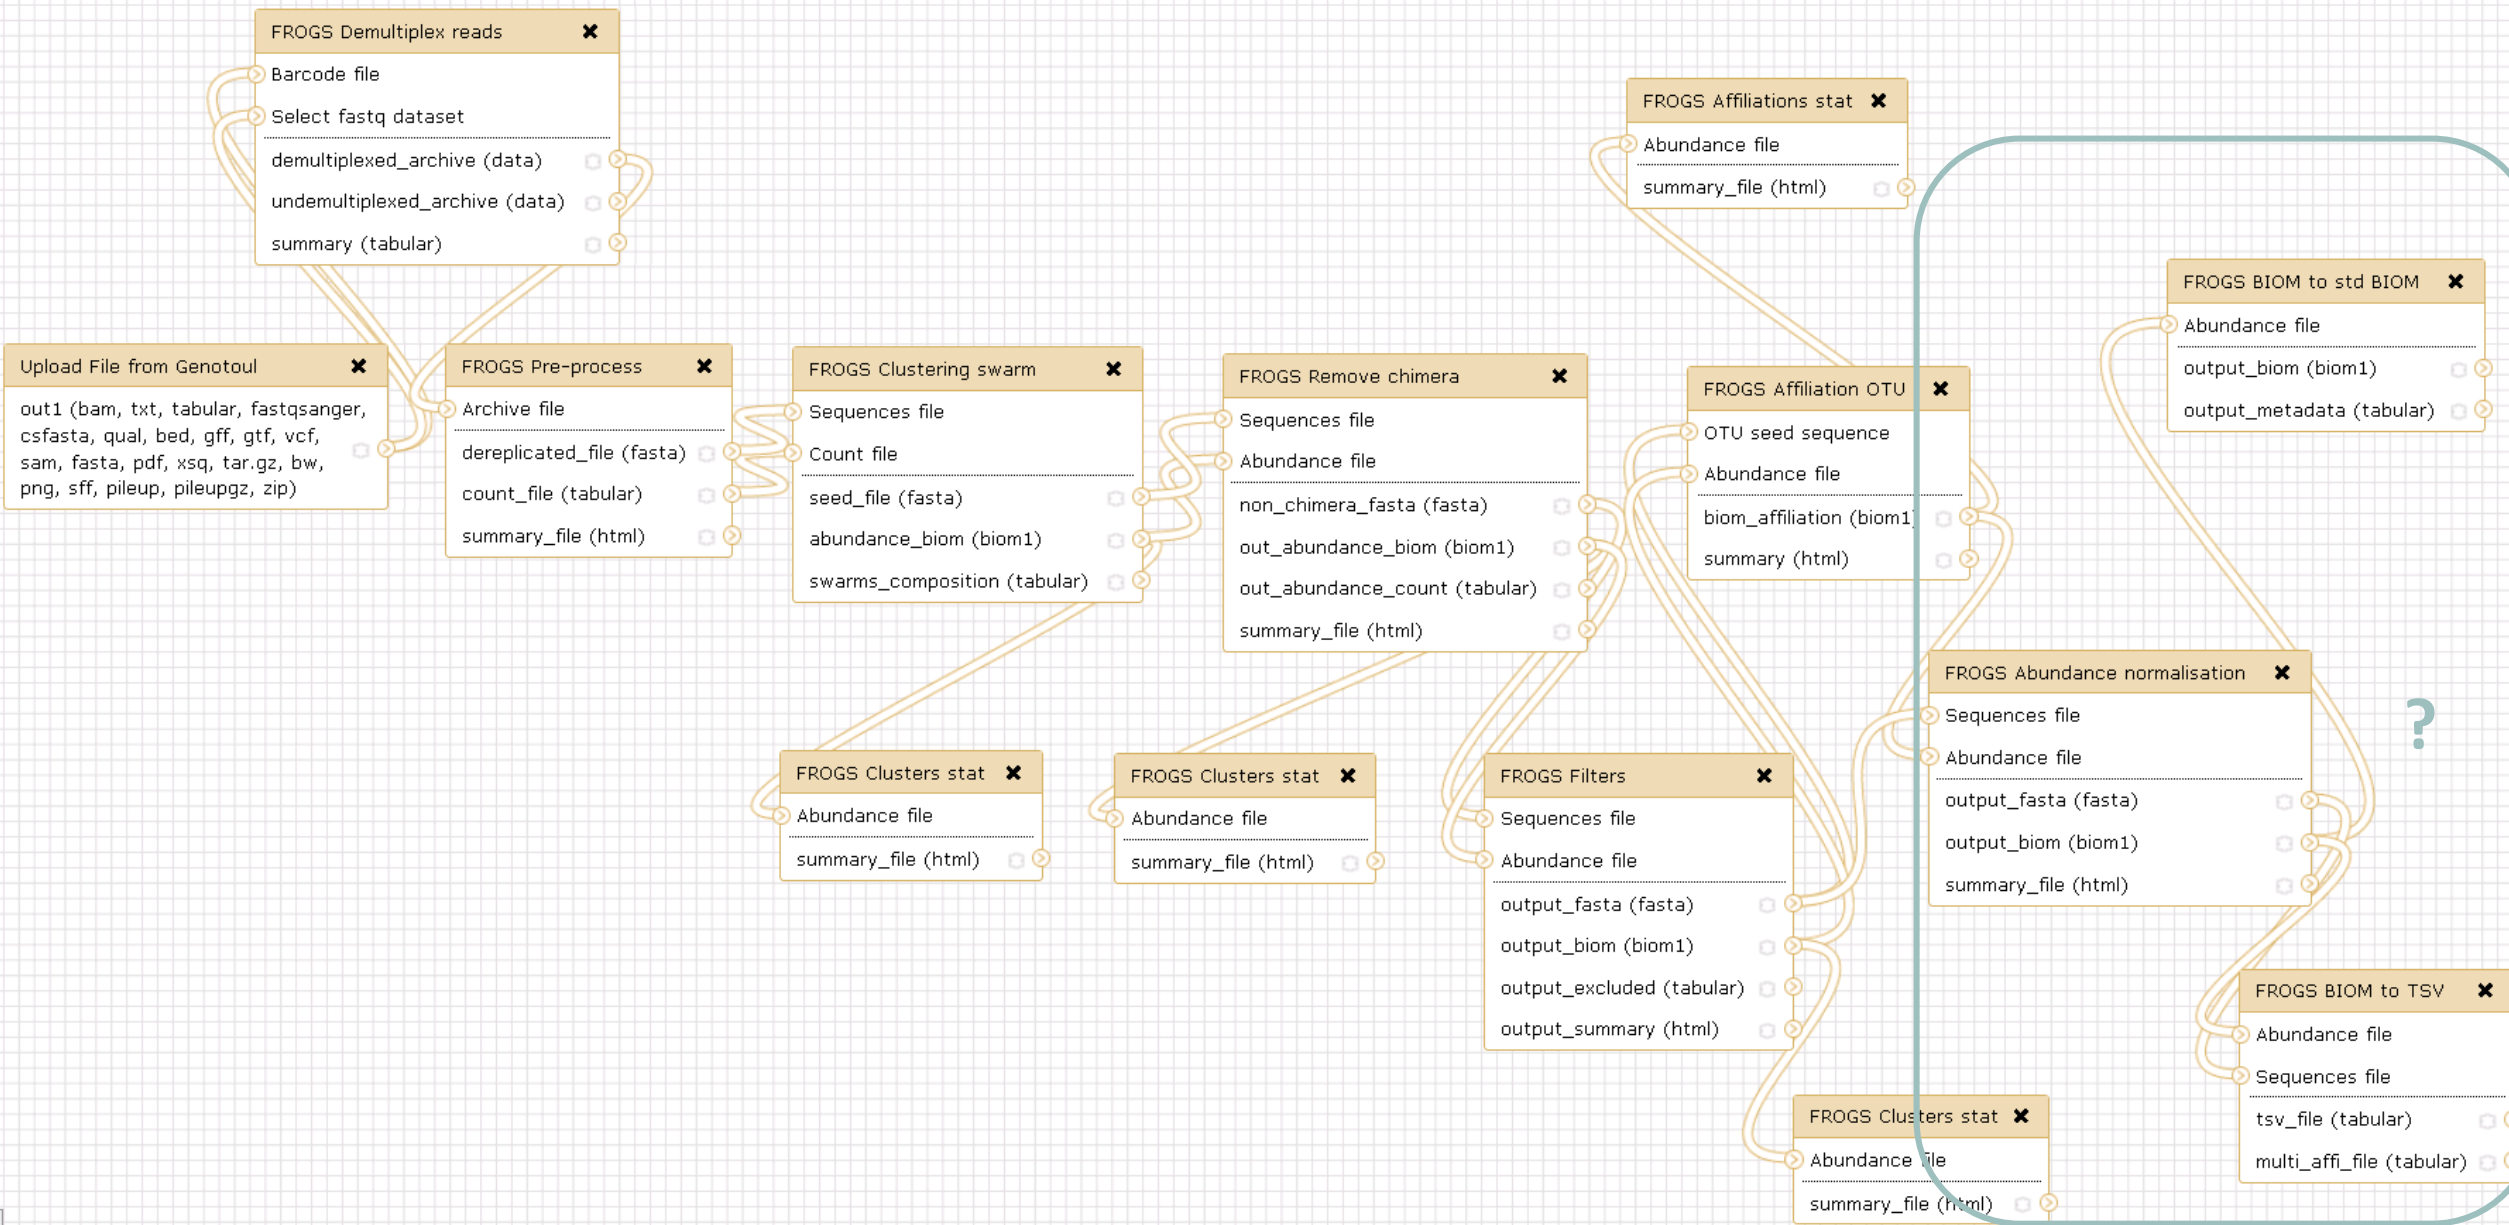 FROGS Demultiplex reads ✖
Barcode file
Select fastq dataset
demultiplexed_archive (data)
undemultiplexed_archive (data)
summary (tabular)
Upload File from Genotoul ✖
out1 (bam, txt, tabular, fastqsanger,
csfasta, qual, bed, gff, gtf, vcf,
sam, fasta, pdf, xsq, tar.gz, bw,
png, sff, pileup, pileupgz, zip)
FROGS Pre-process ✖
Archive file
dereplicated_file (fasta)
count_file (tabular)
summary_file (html)
FROGS Clustering swarm ✖
Sequences file
Count file
seed_file (fasta)
abundance_biom (biom1)
swarms_composition (tabular)
FROGS Clusters stat ✖
Abundance file
summary_file (html)
FROGS Remove chimera ✖
Sequences file
Abundance file
non_chimera_fasta (fasta)
out_abundance_biom (biom1)
out_abundance_count (tabular)
summary_file (html)
FROGS Clusters stat ✖
Abundance file
summary_file (html)
FROGS Filters ✖
Sequences file
Abundance file
output_fasta (fasta)
output_biom (biom1)
output_excluded (tabular)
output_summary (html)
FROGS Affiliations stat ✖
Abundance file
summary_file (html)
FROGS Affiliation OTU ✖
OTU seed sequence
Abundance file
biom_affiliation (biom1)
summary (html)
FROGS Clusters stat ✖
Abundance file
summary_file (html)
FROGS Abundance normalisation ✖
Sequences file
Abundance file
output_fasta (fasta)
output_biom (biom1)
summary_file (html)
FROGS BIOM to std BIOM ✖
Abundance file
output_biom (biom1)
output_metadata (tabular)
?
FROGS BIOM to TSV ✖
Abundance file
Sequences file
tsv_file (tabular)
multi_affi_file (tabular)